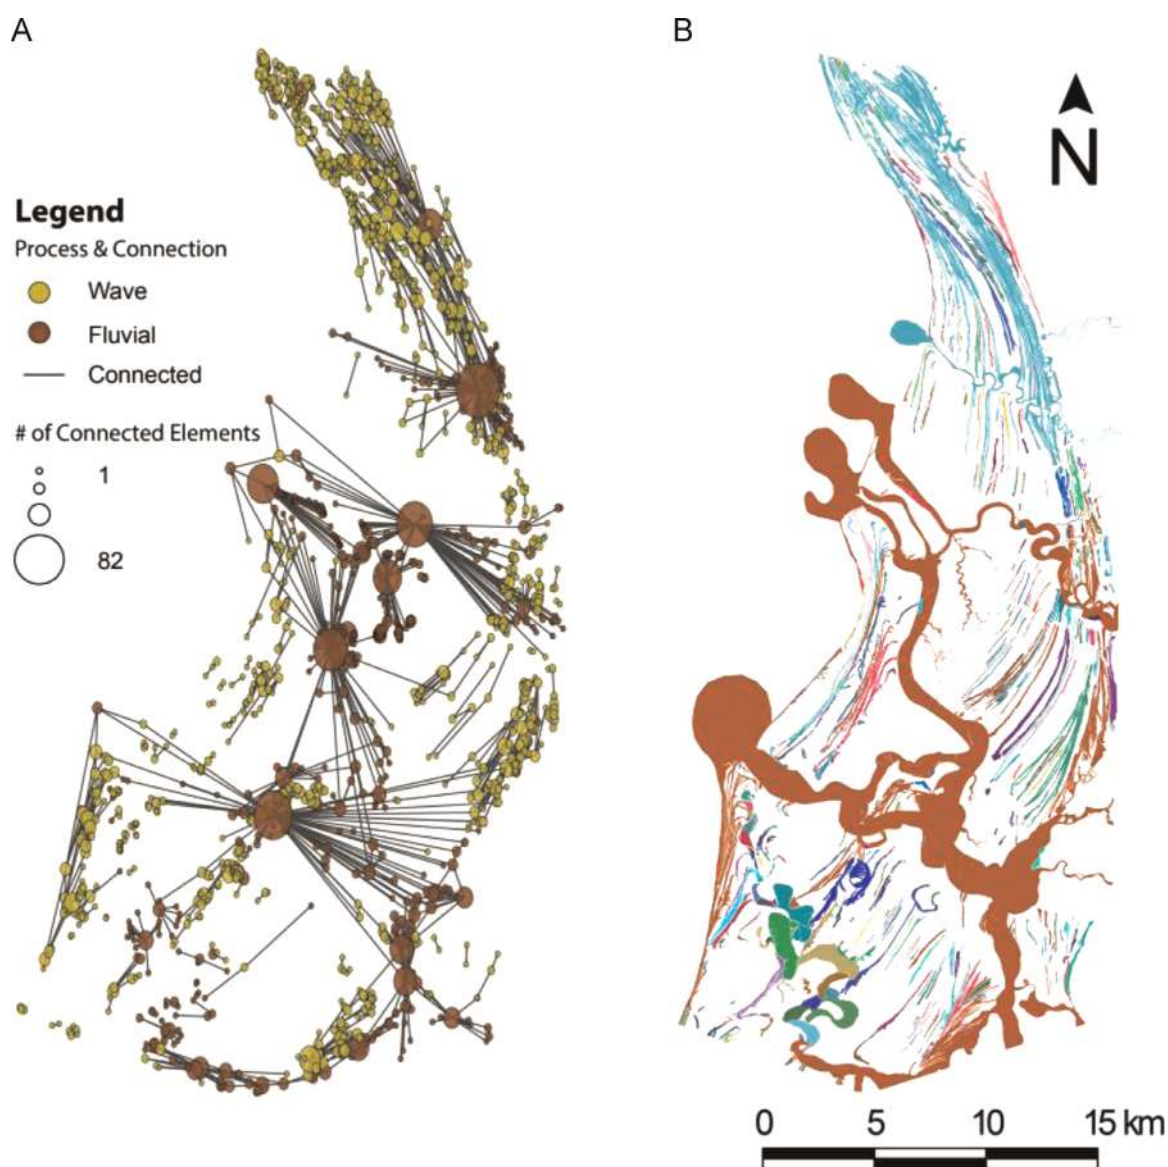 A
B
N
Legend
Process & Connection
Wave
Fluvial
Connected
# of Connected Elements
1
82
0 5 10 15 km